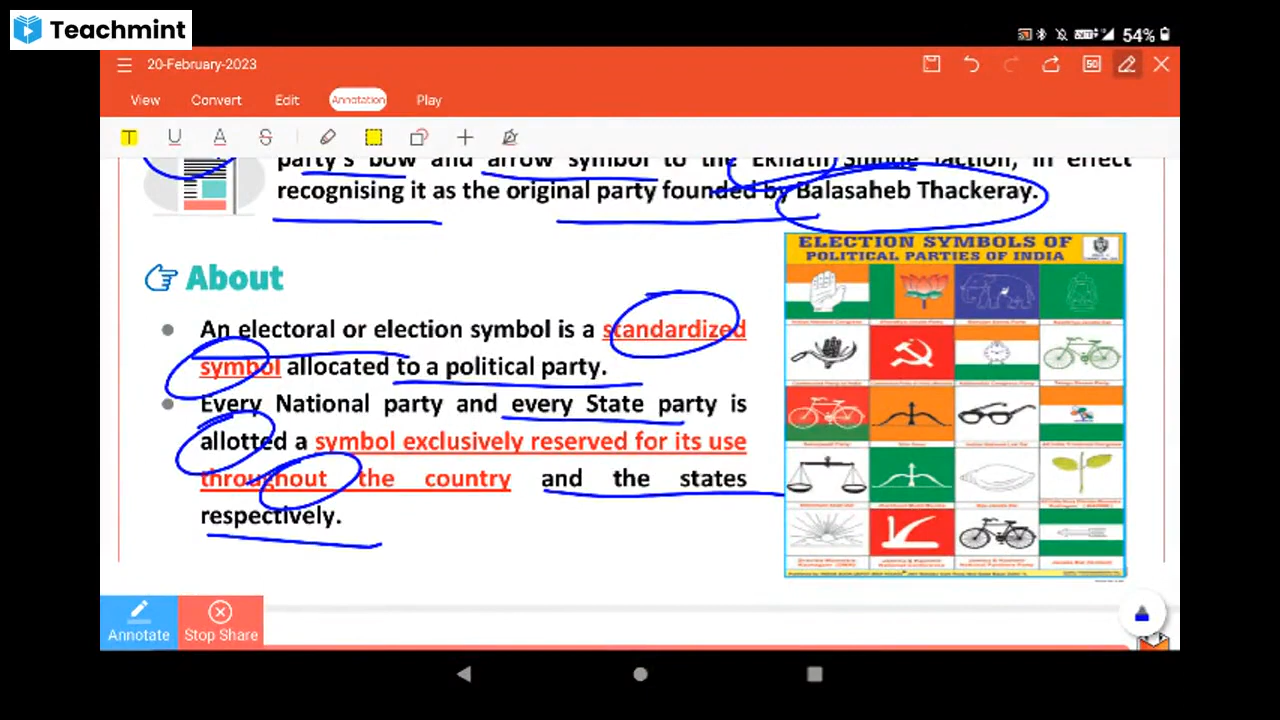 Teachmint
54%
20-February-2023
50
View Convert Edit Annotation Play
T U A S
party's bow and arrow symbol to the Eknath Shinde faction, in effect
recognising it as the original party founded by Balasaheb Thackeray.
About
An electoral or election symbol is a standardized
symbol allocated to a political party.
Every National party and every State party is
allotted a symbol exclusively reserved for its use
throughout the country and the states
respectively.
ELECTION SYMBOLS OF
POLITICAL PARTIES OF INDIA
Indian National Congress
Annotate Stop Share